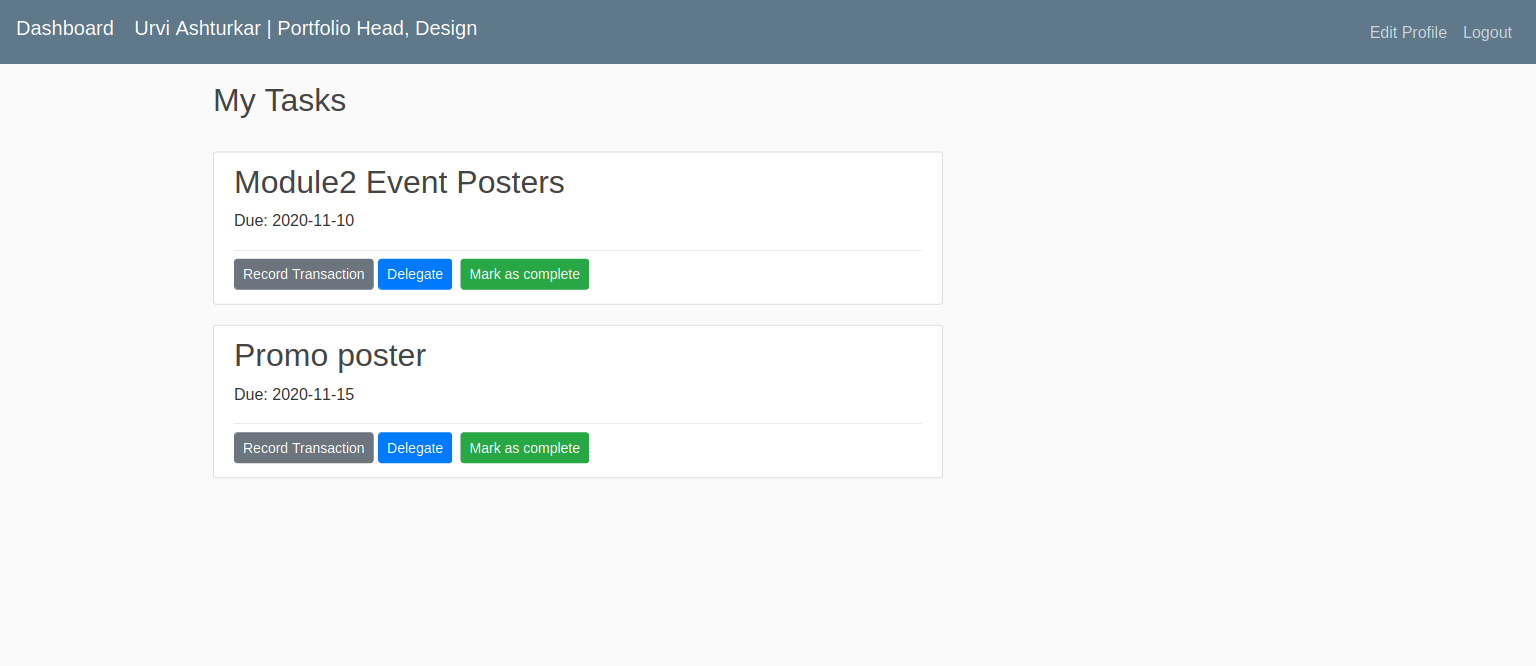 Dashboard Urvi Ashturkar | Portfolio Head, Design Edit Profile Logout
My Tasks
Module2 Event Posters
Due: 2020-11-10
Record Transaction Delegate Mark as complete
Promo poster
Due: 2020-11-15
Record Transaction Delegate Mark as complete